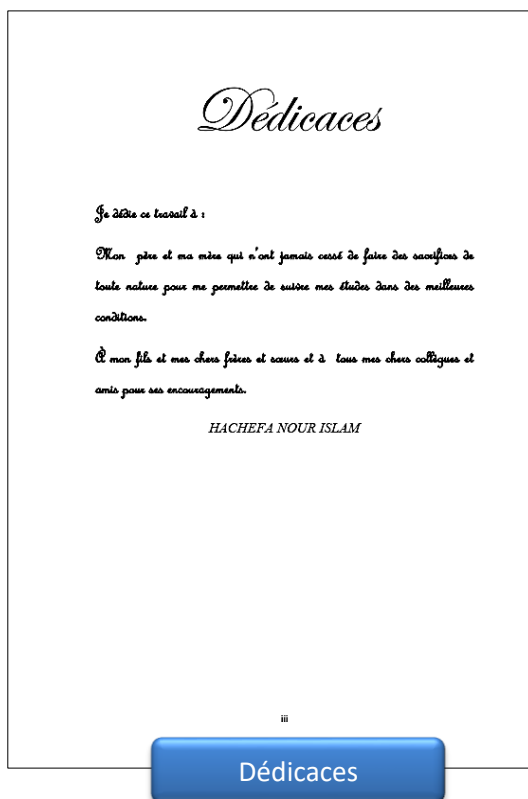 Dédicaces
Je dédie ce travail à :
Mon père et ma mère qui n'ont jamais cessé de faire des sacrifices de
toute nature pour me permettre de suivre mes études dans des meilleures
conditions.
À mon fils et mes chers frères et sœurs et à tous mes chers collègues et
amis pour ses encouragements.
HACHEFA NOUR ISLAM
iii
Dédicaces